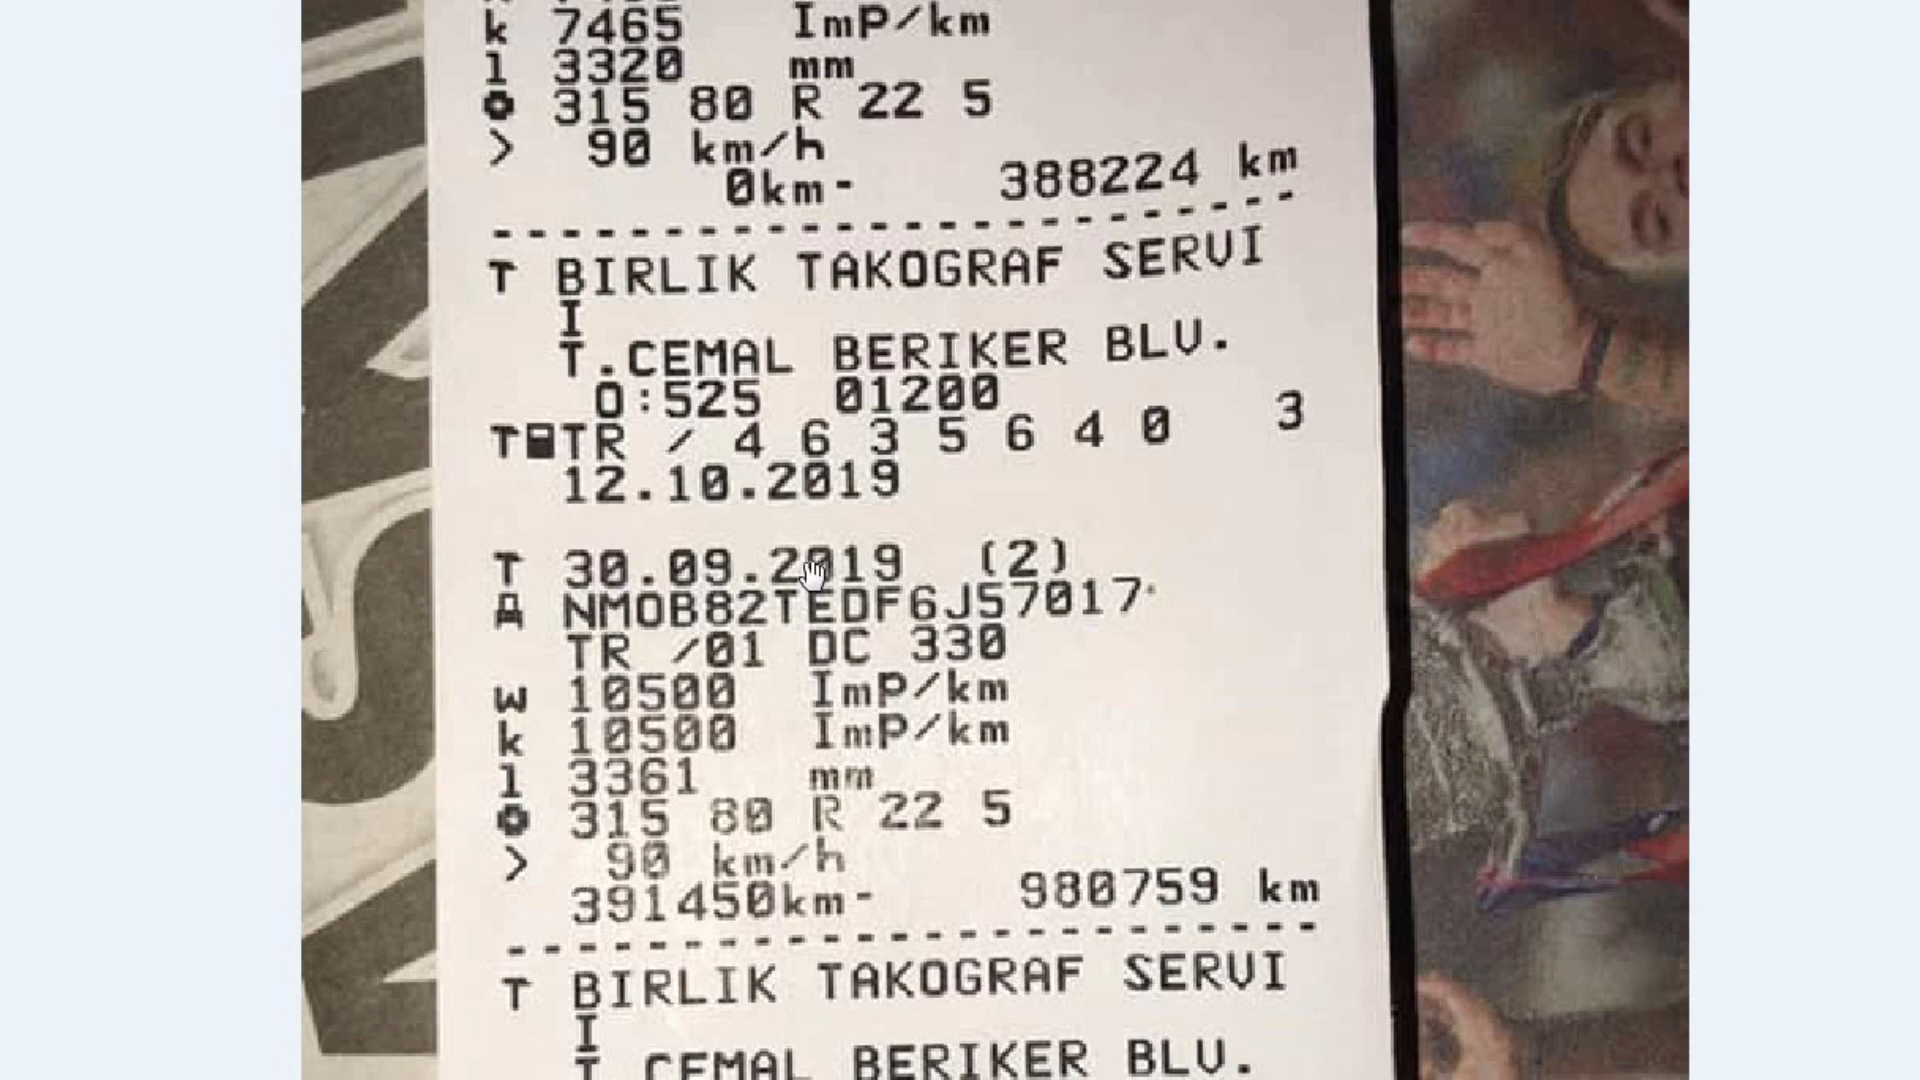 k 7465 Imp/km
l 3320 mm
315 80 R 22 5
> 90 km/h
0km- 388224 km
------------------------
T BIRLIK TAKOGRAF SERVI
I
T.CEMAL BERIKER BLV.
O:525 01200
T TR / 4 6 3 5 6 4 0 3
12.10.2019
T 30.09.2019 (2)
A NMOB82TEDF6J57017
TR /01 DC 330
w 10500 Imp/km
k 10500 Imp/km
l 3361 mm
315 80 R 22 5
> 90 km/h
391450km- 980759 km
------------------------
T BIRLIK TAKOGRAF SERVI
I
T CEMAL BERIKER BLV.